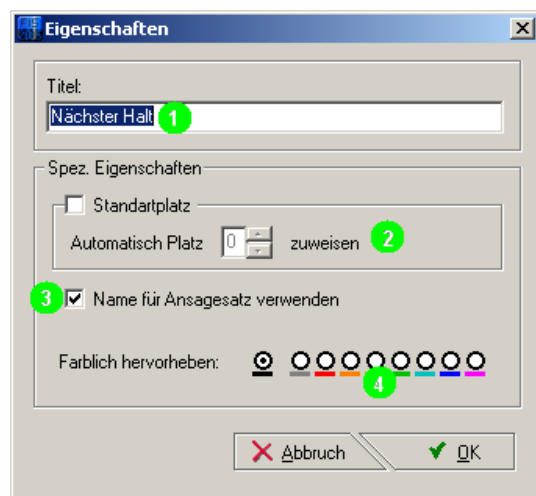 Eigenschaften
Titel:
Nächster Halt 1
Spez. Eigenschaften
Standartplatz
Automatisch Platz 0 zuweisen 2
3 Name für Ansagesatz verwenden
Farblich hervorheben:
4
Abbruch OK